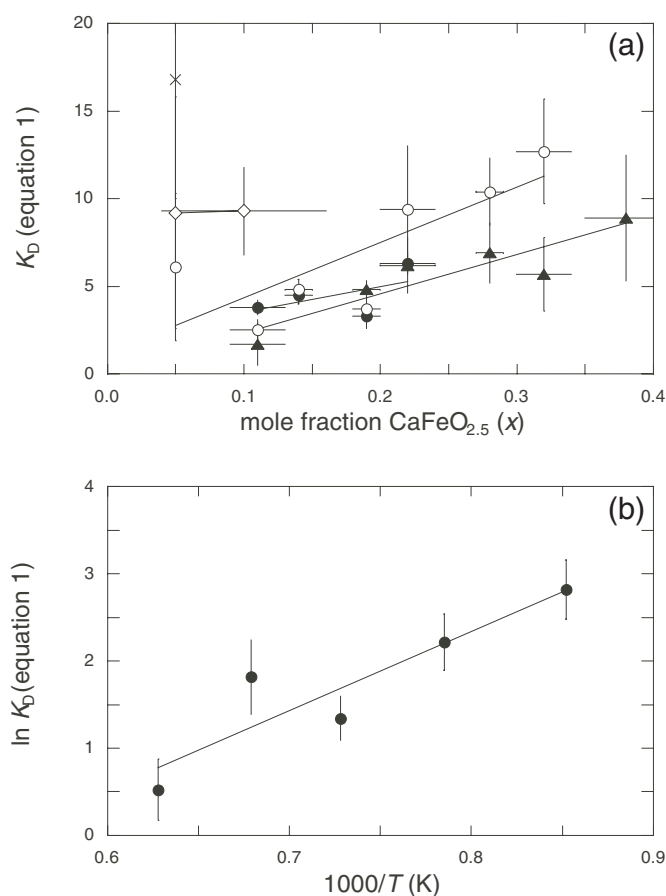 (a)
20
15
10
5
0
K_D (equation 1)
0.0 0.1 0.2 0.3 0.4
mole fraction CaFeO_2.5 (x)
(b)
4
3
2
1
0
ln K_D (equation 1)
0.6 0.7 0.8 0.9
1000/T (K)